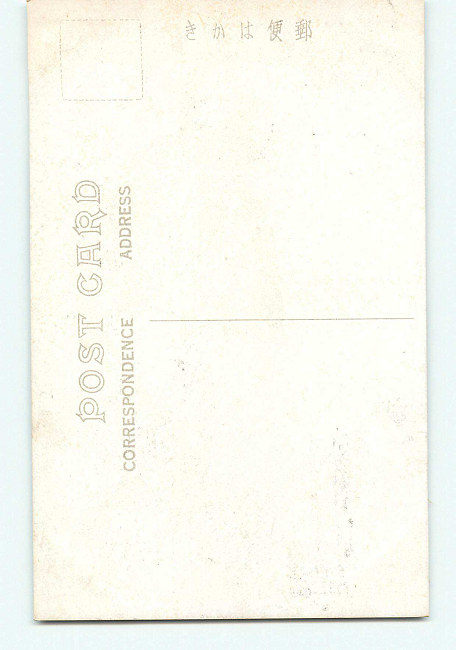 郵便はかき
POST CARD
CORRESPONDENCE ADDRESS